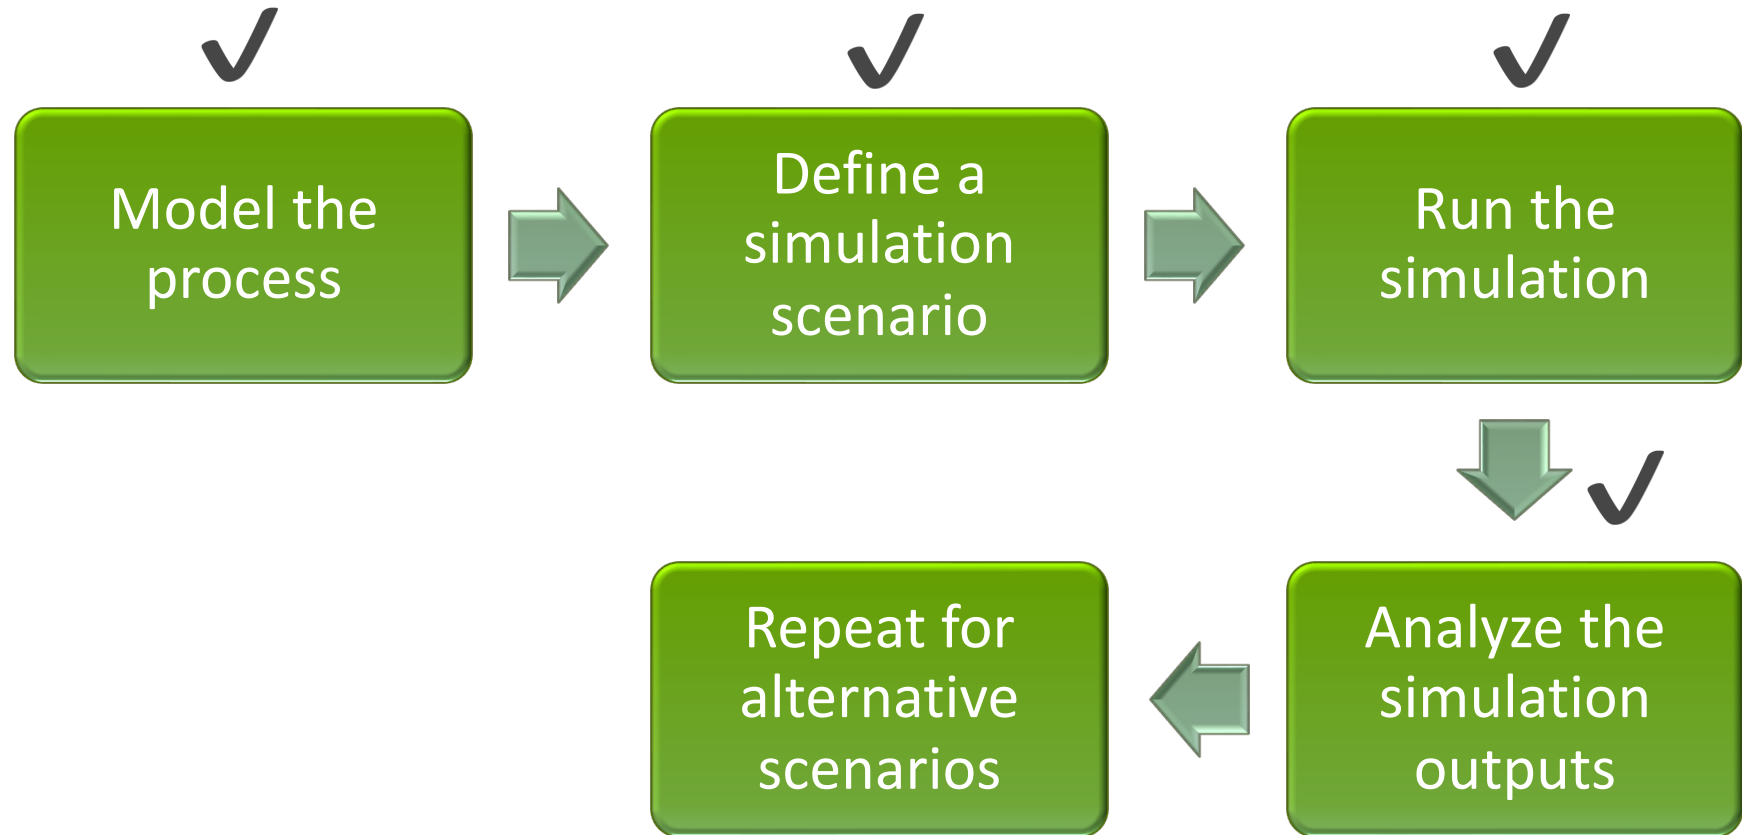 Model the
process
Define a
simulation
scenario
Run the
simulation
Analyze the
simulation
outputs
Repeat for
alternative
scenarios